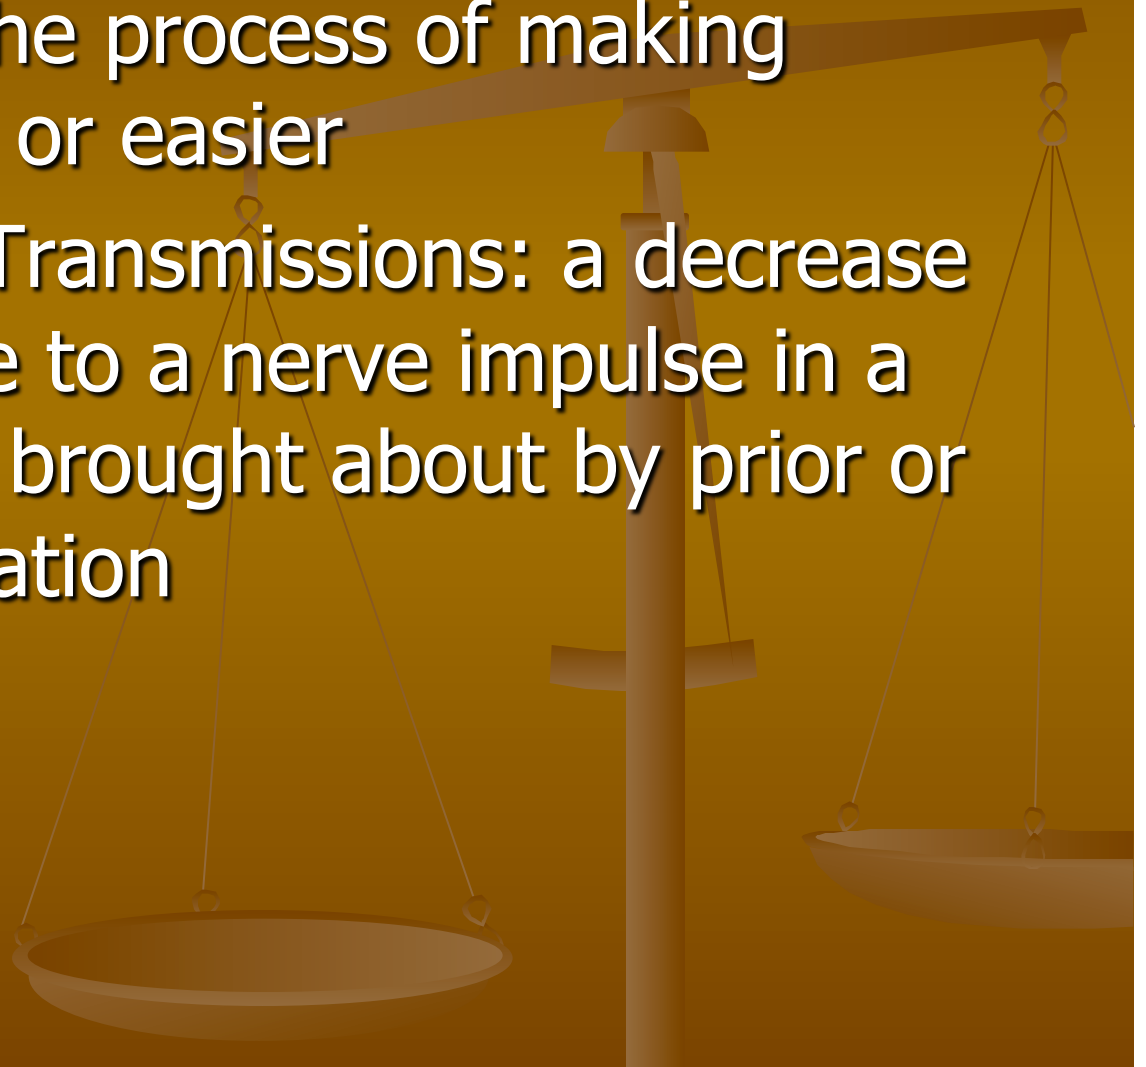 he process of making
or easier
Transmissions: a decrease
e to a nerve impulse in a
brought about by prior or
ation